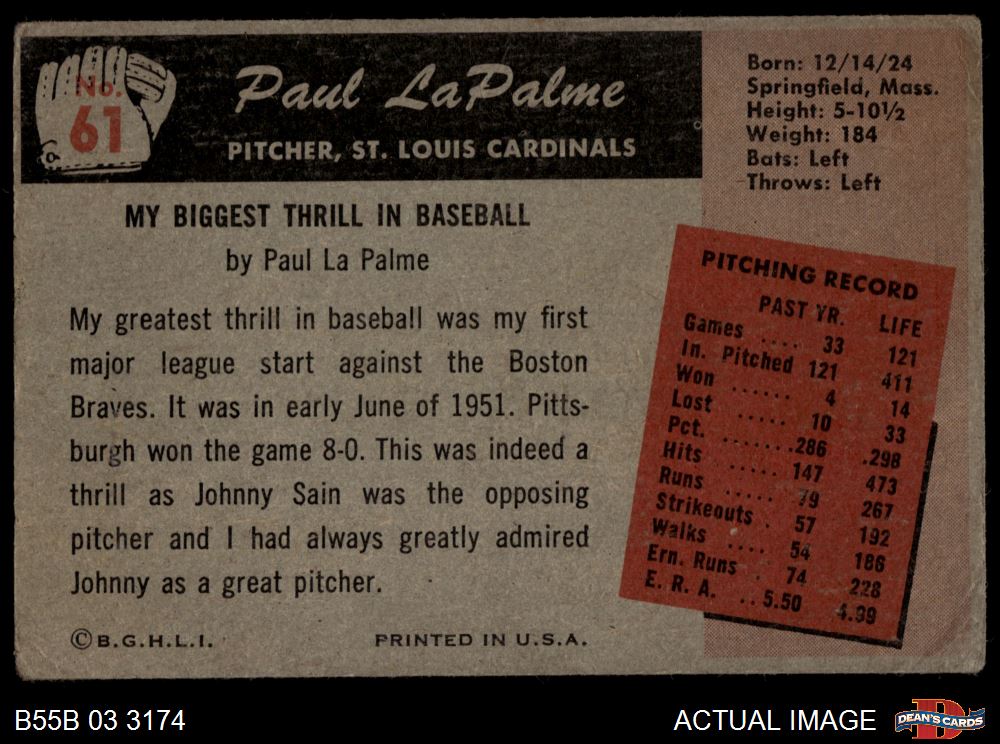 No.
61
Paul LaPalme
PITCHER, ST. LOUIS CARDINALS
Born: 12/14/24
Springfield, Mass.
Height: 5-10½
Weight: 184
Bats: Left
Throws: Left
MY BIGGEST THRILL IN BASEBALL
by Paul La Palme
My greatest thrill in baseball was my first
major league start against the Boston
Braves. It was in early June of 1951. Pitts-
burgh won the game 8-0. This was indeed a
thrill as Johnny Sain was the opposing
pitcher and I had always greatly admired
Johnny as a great pitcher.
©B.G.H.L.I. PRINTED IN U.S.A.
PITCHING RECORD
PAST YR. LIFE
Games .... 33 121
In. Pitched 121 411
Won ...... 4 14
Lost ..... 10 33
Pct. .......286 .298
Hits ..... 147 473
Runs ..... 79 267
Strikeouts . 57 192
Walks .... 54 186
Ern. Runs . 74 228
E. R. A. .. 5.50 4.99
B55B 03 3174
ACTUAL IMAGE
D
DEAN'S CARDS